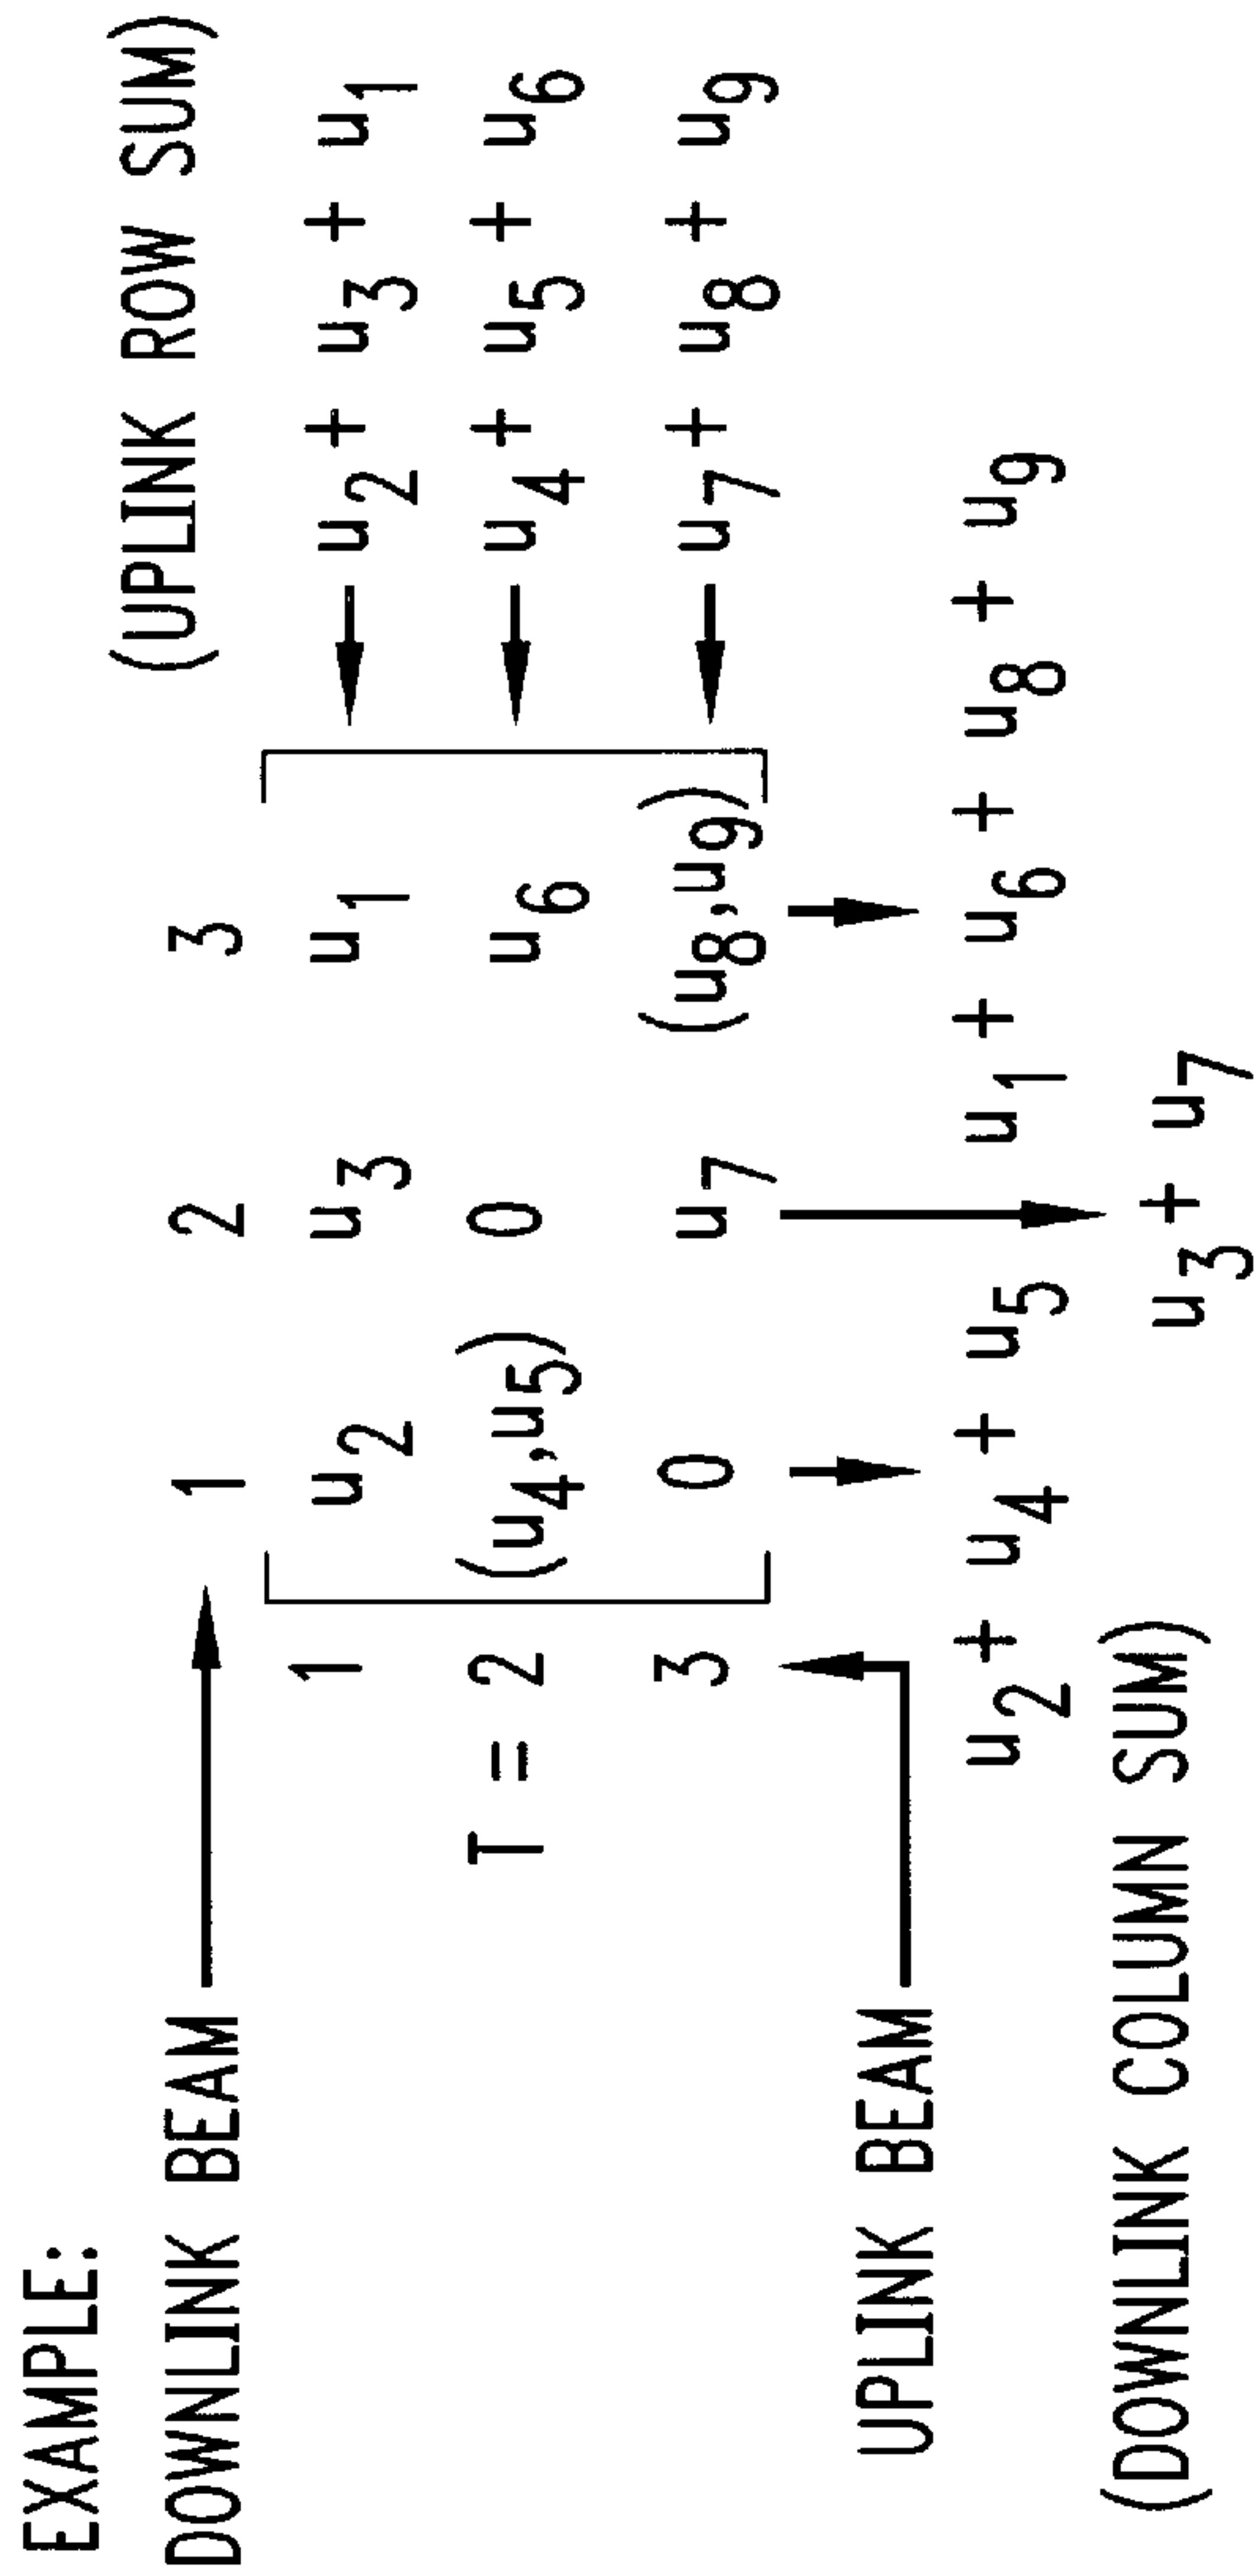 EXAMPLE:
DOWNLINK BEAM
1 2 3
(UPLINK ROW SUM)
1 u₂ u₃ u₁
u₂ + u₃ + u₁
T = 2 (u₄,u₅) 0 u₆
u₄ + u₅ + u₆
3 0 u₇ (u₈,u₉)
u₇ + u₈ + u₉
UPLINK BEAM
u₂ + u₄ + u₅
u₁ + u₆ + u₈ + u₉
(DOWNLINK COLUMN SUM)
u₃ + u₇